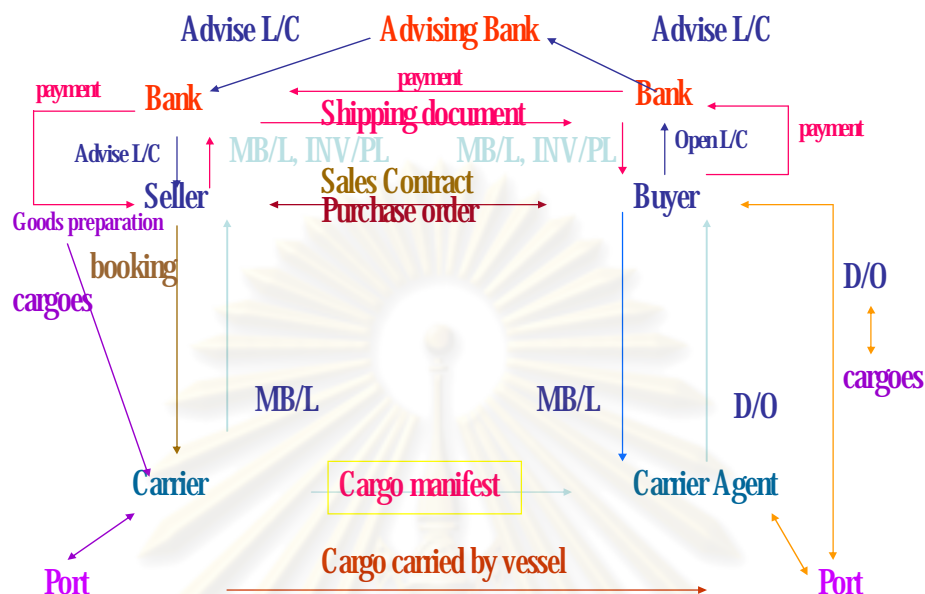 Advise L/C Advising Bank Advise L/C
payment Bank payment Bank
Shipping document payment
Advise L/C MB/L, INV/PL MB/L, INV/PL Open L/C
Sales Contract
Seller Purchase order Buyer
Goods preparation
booking
cargoes D/O
cargoes
MB/L MB/L D/O
Carrier Cargo manifest Carrier Agent
Cargo carried by vessel
Port Port